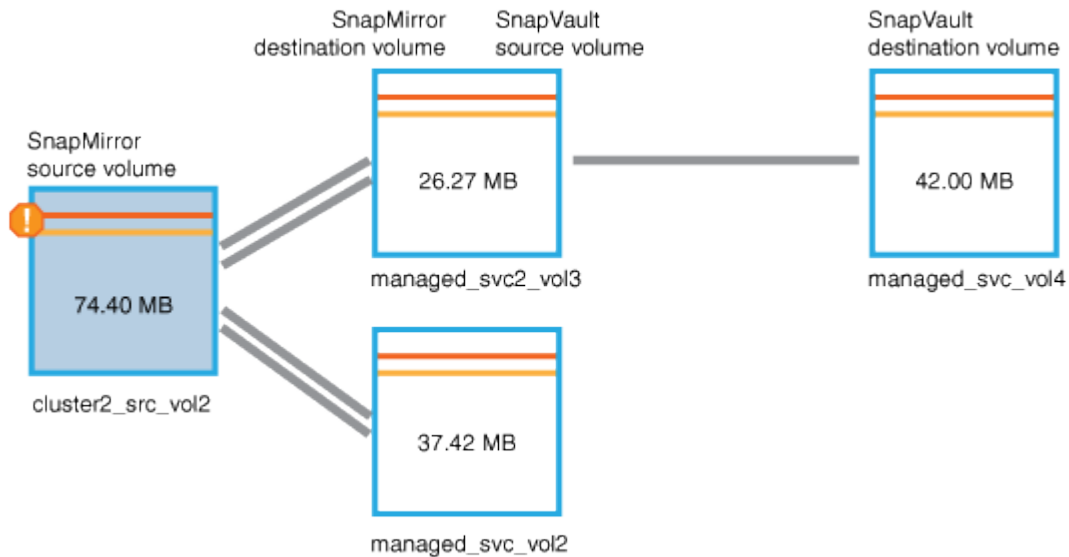 SnapMirror
destination volume
SnapVault
source volume
SnapVault
destination volume
SnapMirror
source volume
!
26.27 MB
42.00 MB
managed_svc2_vol3
managed_svc_vol4
74.40 MB
cluster2_src_vol2
37.42 MB
managed_svc_vol2